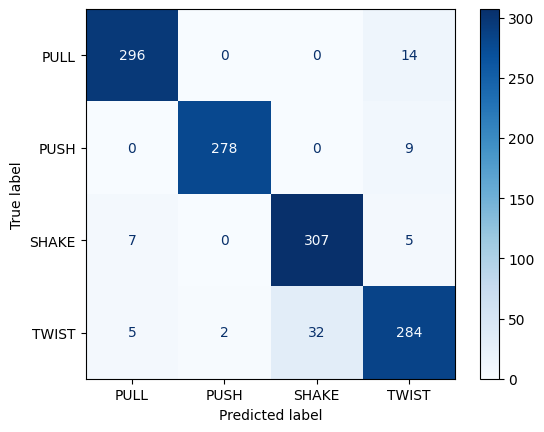 PULL 296 0 0 14
PUSH 0 278 0 9
SHAKE 7 0 307 5
TWIST 5 2 32 284
PULL PUSH SHAKE TWIST
Predicted label
True label
300
250
200
150
100
50
0